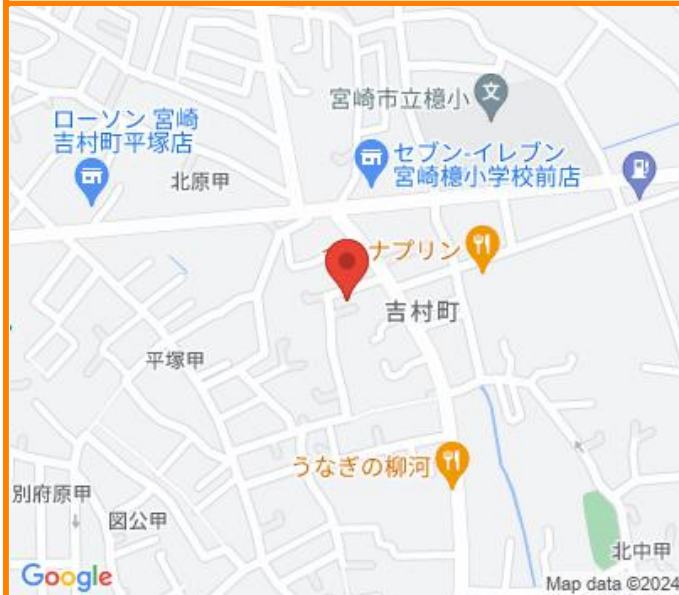 宮崎市立檍小
文
ローソン 宮崎
吉村町平塚店
セブン-イレブン
宮崎檍小学校前店
北原甲
ナプリン
吉村町
平塚甲
うなぎの柳河
別府原甲
図公甲
北中甲
Google
Map data ©2024